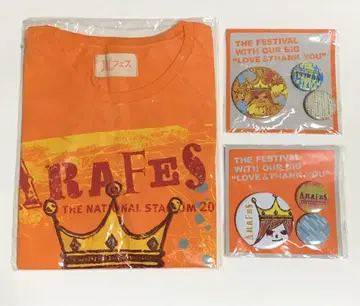 嵐フェス
ARAFES
THE NATIONAL STADIUM 20
THE FESTIVAL
WITH OUR BIG
"LOVE &THANK YOU"
THE FESTIVAL
WITH OUR BIG
"LOVE &THANK YOU"
ARAFES
ARAFES